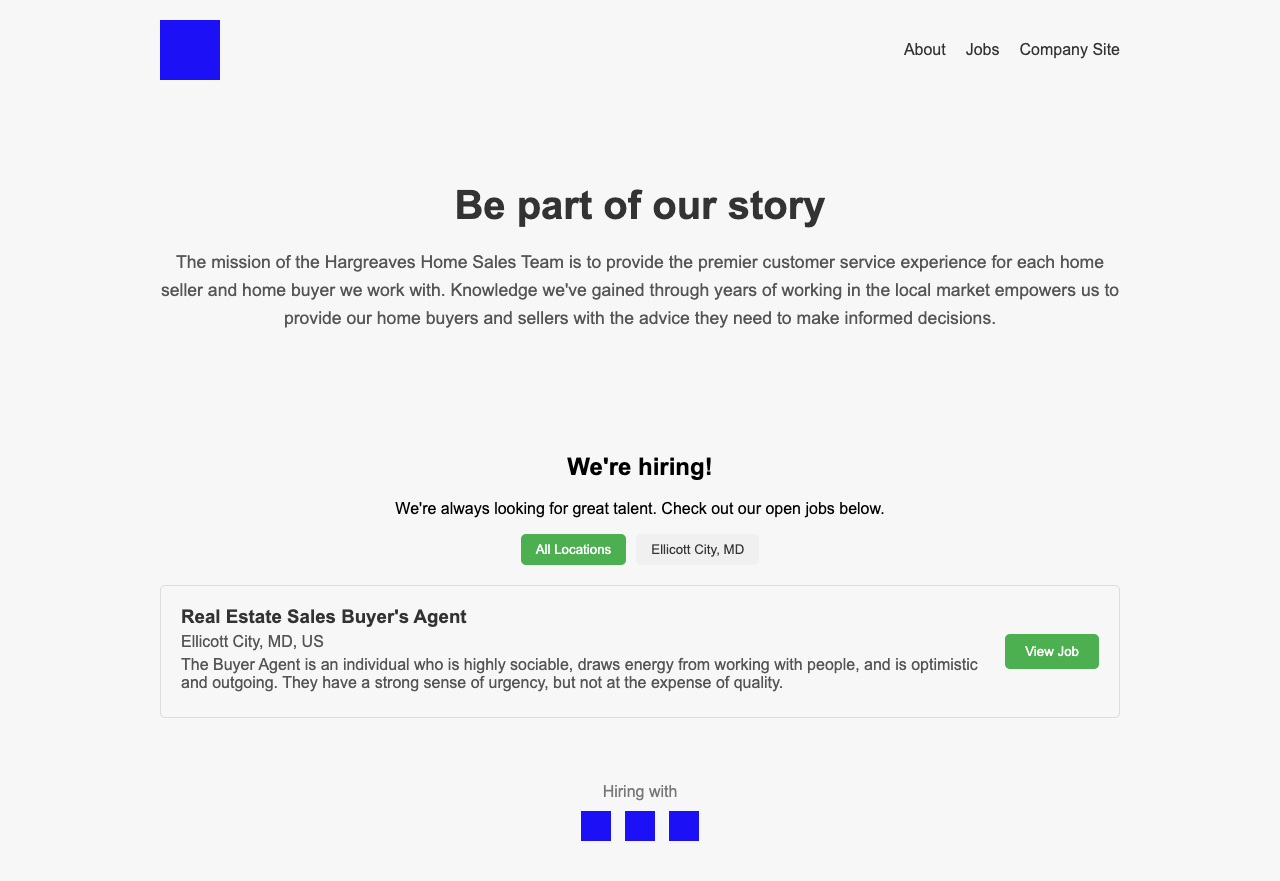 About Jobs Company Site
Be part of our story
The mission of the Hargreaves Home Sales Team is to provide the premier customer service experience for each home
seller and home buyer we work with. Knowledge we've gained through years of working in the local market empowers us to
provide our home buyers and sellers with the advice they need to make informed decisions.
We're hiring!
We're always looking for great talent. Check out our open jobs below.
All Locations Ellicott City, MD
Real Estate Sales Buyer's Agent
Ellicott City, MD, US
The Buyer Agent is an individual who is highly sociable, draws energy from working with people, and is optimistic
and outgoing. They have a strong sense of urgency, but not at the expense of quality.
View Job
Hiring with